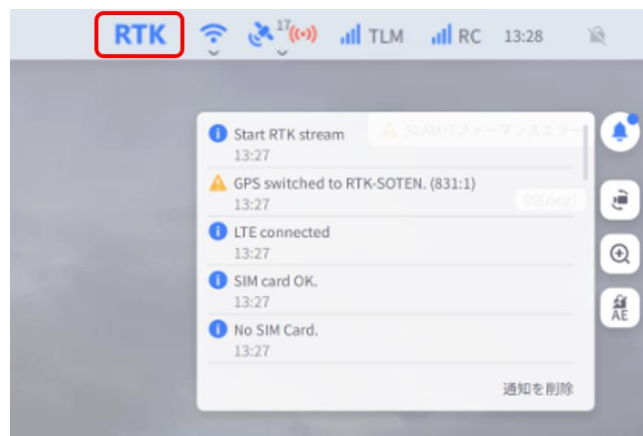 RTK 17 TLM RC 13:28
Start RTK stream
13:27
GPS switched to RTK-SOTEN. (831:1)
13:27
LTE connected
13:27
SIM card OK.
13:27
No SIM Card.
13:27
通知を削除
SLAMパフォーマンスエラー
90(deg)
AE